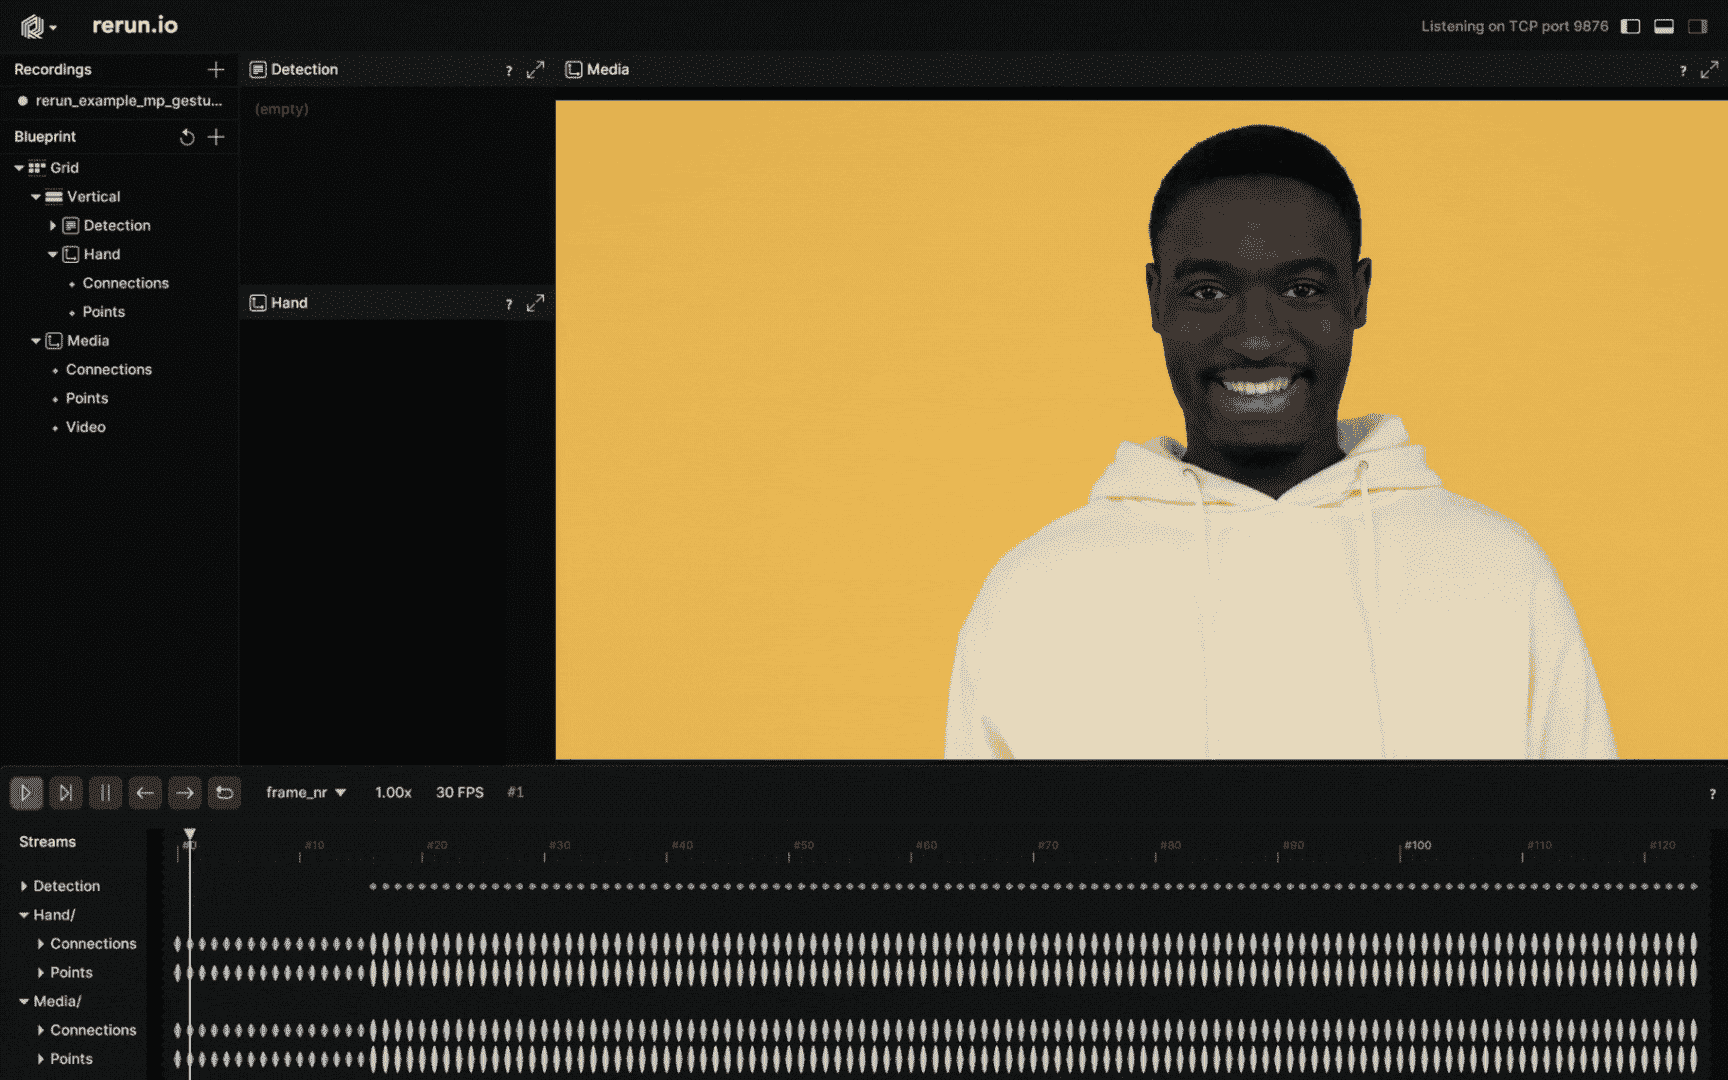 rerun.io
Listening on TCP port 9876
Recordings
rerun_example_mp_gestu...
Blueprint
Grid
Vertical
Detection
Hand
Connections
Points
Media
Connections
Points
Video
Detection
?
(empty)
Hand
?
Media
?
frame_nr
1.00x
30 FPS
#1
?
Streams
#0 #10 #20 #30 #40 #50 #60 #70 #80 #90 #100 #110 #120
Detection
Hand/
Connections
Points
Media/
Connections
Points